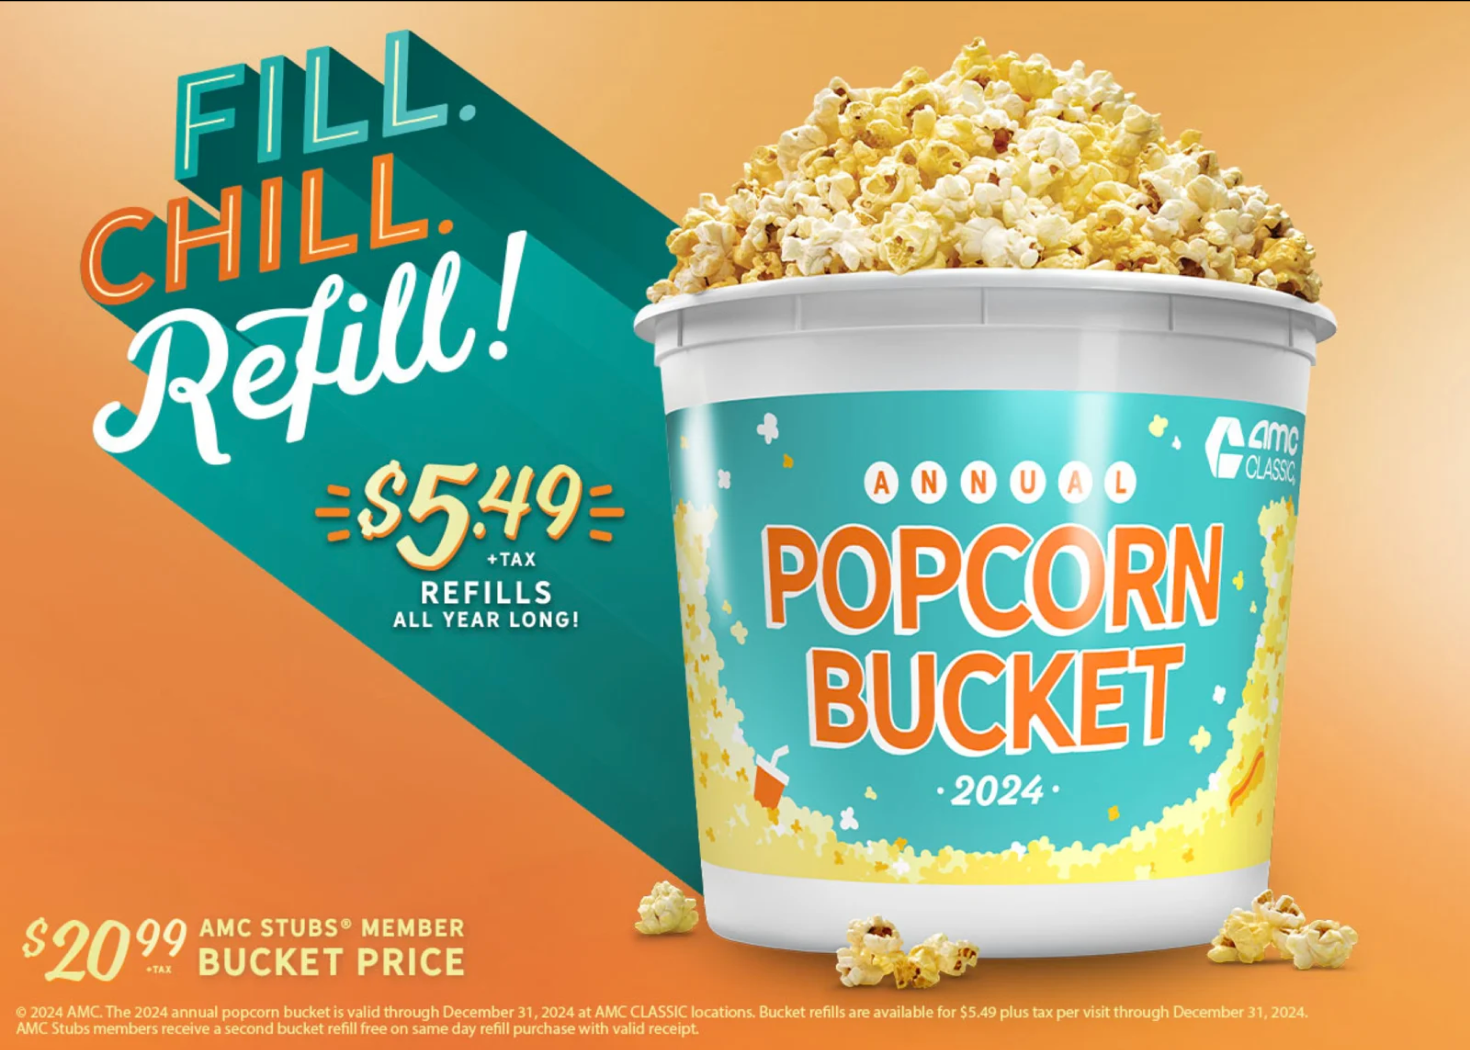 FILL.
CHILL.
Refill!
$5.49
+TAX
REFILLS
ALL YEAR LONG!
amc
CLASSIC®
ANNUAL
POPCORN
BUCKET
· 2024 ·
$20.99 AMC STUBS® MEMBER
+TAX BUCKET PRICE
© 2024 AMC. The 2024 annual popcorn bucket is valid through December 31, 2024 at AMC CLASSIC locations. Bucket refills are available for $5.49 plus tax per visit through December 31, 2024.
AMC Stubs members receive a second bucket refill free on same day refill purchase with valid receipt.